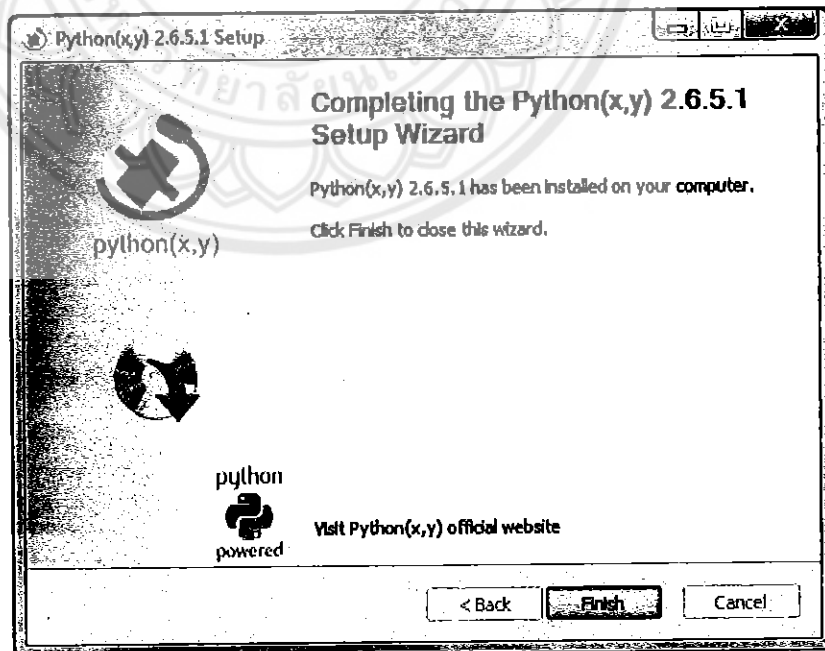 Python(x,y) 2.6.5.1 Setup
Completing the Python(x,y) 2.6.5.1
Setup Wizard
Python(x,y) 2.6.5.1 has been installed on your computer.
Click Finish to close this wizard.
python(x,y)
python
powered
Visit Python(x,y) official website
< Back
Finish
Cancel